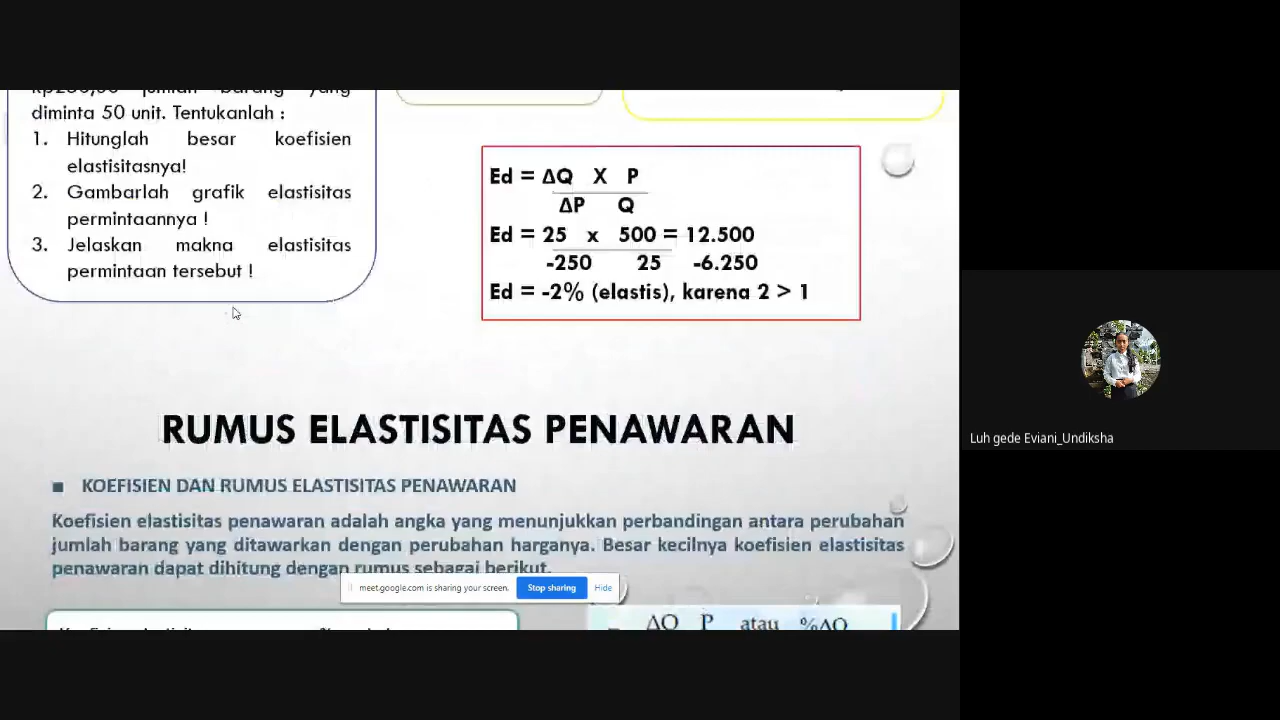 yang
diminta 50 unit. Tentukanlah :
1. Hitunglah besar koefisien
elastisitasnya!
2. Gambarlah grafik elastisitas
permintaannya !
3. Jelaskan makna elastisitas
permintaan tersebut !
Ed = ΔQ X P
ΔP Q
Ed = 25 x 500 = 12.500
-250 25 -6.250
Ed = -2% (elastis), karena 2 > 1
Luh gede Eviani_Undiksha
RUMUS ELASTISITAS PENAWARAN
■ KOEFISIEN DAN RUMUS ELASTISITAS PENAWARAN
Koefisien elastisitas penawaran adalah angka yang menunjukkan perbandingan antara perubahan
jumlah barang yang ditawarkan dengan perubahan harganya. Besar kecilnya koefisien elastisitas
penawaran dapat dihitung dengan rumus sebagai berikut.
meet.google.com is sharing your screen. Stop sharing Hide
ΔQ P atau %ΔQ